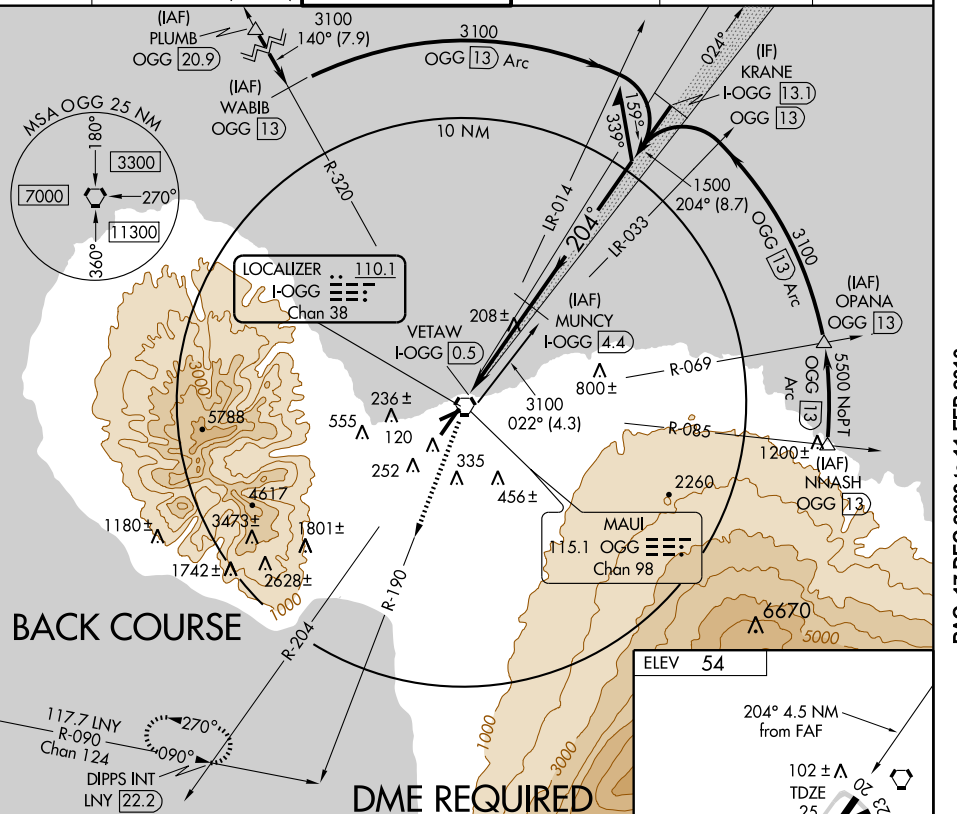 (IAF)
PLUMB
OGG 20.9
3100
140° (7.9)
3100
OGG 13 Arc
024°
(IF)
KRANE
I-OGG 13.1
OGG 13
(IAF)
WABIB
OGG 13
MSA OGG 25 NM
180°
3300
7000
270°
11300
360°
10 NM
159°
339°
R-320
1500
204° (8.7)
LR-014
204°
LR-033
3100
OGG 13 Arc
LOCALIZER 110.1
I-OGG
Chan 38
(IAF)
OPANA
OGG 13
(IAF)
MUNCY
I-OGG 4.4
208±
VETAW
I-OGG 0.5
R-069
3000
800±
5500 NoPT
OGG 13 Arc
236±
3100
022° (4.3)
5788
555
120
R-085
1200±
(IAF)
NNASH
OGG 13
252
335
456±
2260
4617
3473±
1180±
1801±
MAUI
115.1 OGG
Chan 98
1742±
2628±
1000
R-190
BACK COURSE
R-204
6670
5000
ELEV 54
117.7 LNY
R-090
Chan 124
270°
090°
1000
3000
204° 4.5 NM
from FAF
DIPPS INT
LNY 22.2
DME REQUIRED
102±
TDZE
25
20
23